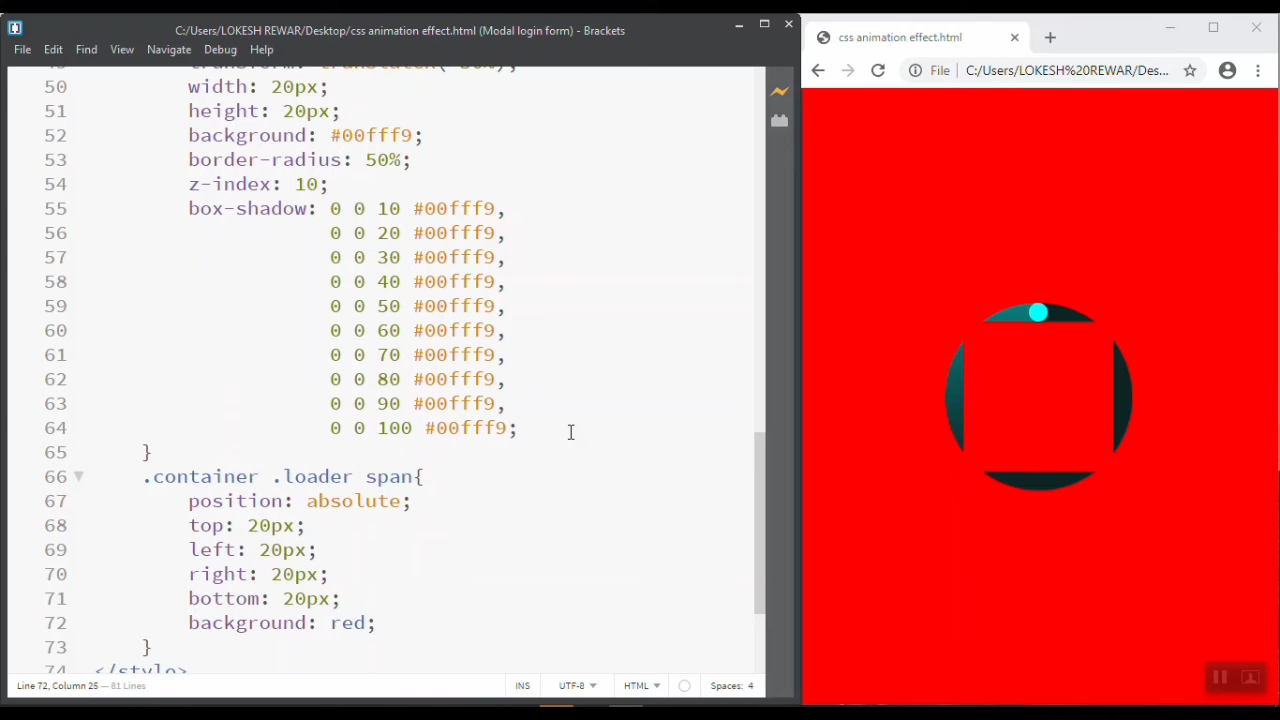 C:/Users/LOKESH REWAR/Desktop/css animation effect.html (Modal login form) - Brackets
File Edit Find View Navigate Debug Help
50 width: 20px;
51 height: 20px;
52 background: #00fff9;
53 border-radius: 50%;
54 z-index: 10;
55 box-shadow: 0 0 10 #00fff9,
56 0 0 20 #00fff9,
57 0 0 30 #00fff9,
58 0 0 40 #00fff9,
59 0 0 50 #00fff9,
60 0 0 60 #00fff9,
61 0 0 70 #00fff9,
62 0 0 80 #00fff9,
63 0 0 90 #00fff9,
64 0 0 100 #00fff9;
65 }
66 .container .loader span{
67 position: absolute;
68 top: 20px;
69 left: 20px;
70 right: 20px;
71 bottom: 20px;
72 background: red;
73 }
74 </style>
Line 72, Column 25 — 81 Lines
INS UTF-8 HTML Spaces: 4
css animation effect.html
File C:/Users/LOKESH%20REWAR/Des...